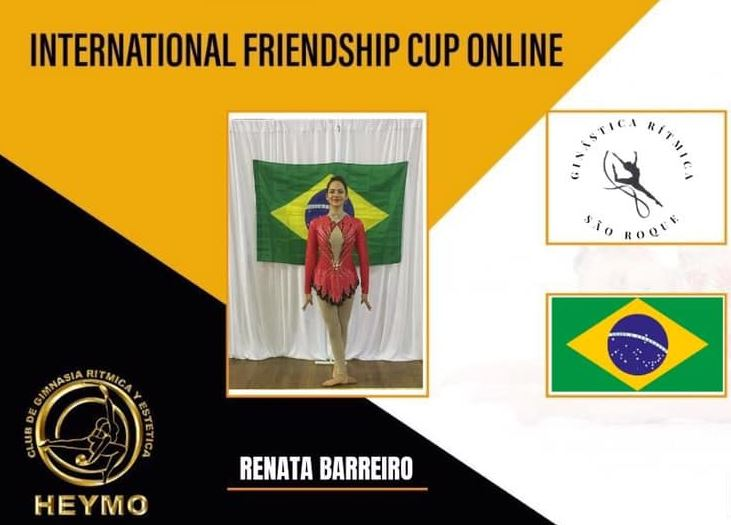 INTERNATIONAL FRIENDSHIP CUP ONLINE
GINÁSTICA RÍTMICA
SÃO ROQUE
CLUB DE GIMNASIA RITMICA Y ESTETICA
HEYMO
RENATA BARREIRO